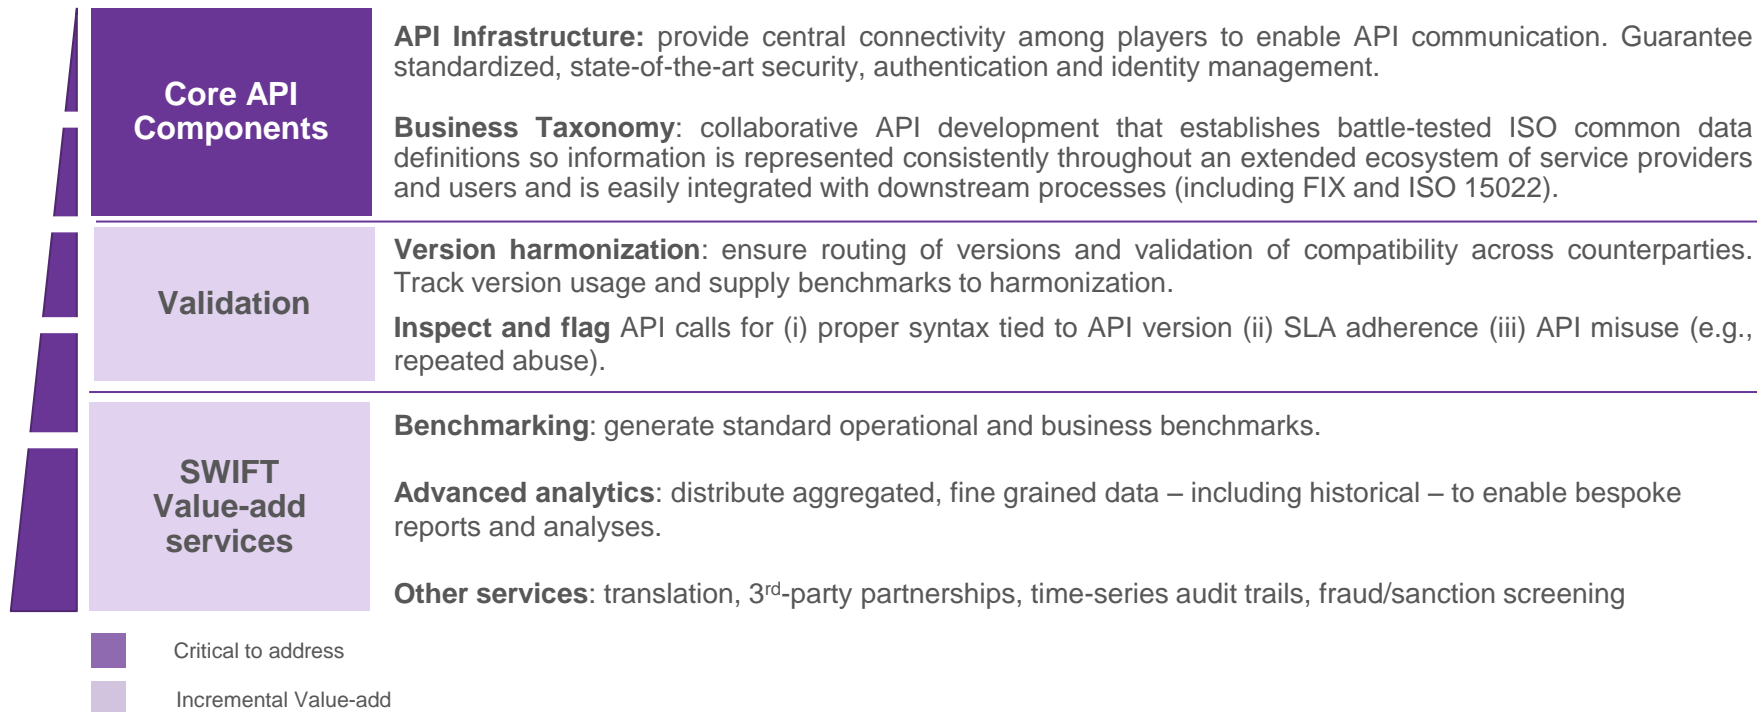 Core API
Components
API Infrastructure: provide central connectivity among players to enable API communication. Guarantee
standardized, state-of-the-art security, authentication and identity management.
Business Taxonomy: collaborative API development that establishes battle-tested ISO common data
definitions so information is represented consistently throughout an extended ecosystem of service providers
and users and is easily integrated with downstream processes (including FIX and ISO 15022).
Validation
Version harmonization: ensure routing of versions and validation of compatibility across counterparties.
Track version usage and supply benchmarks to harmonization.
Inspect and flag API calls for (i) proper syntax tied to API version (ii) SLA adherence (iii) API misuse (e.g.,
repeated abuse).
SWIFT
Value-add
services
Benchmarking: generate standard operational and business benchmarks.
Advanced analytics: distribute aggregated, fine grained data – including historical – to enable bespoke
reports and analyses.
Other services: translation, 3rd-party partnerships, time-series audit trails, fraud/sanction screening
Critical to address
Incremental Value-add